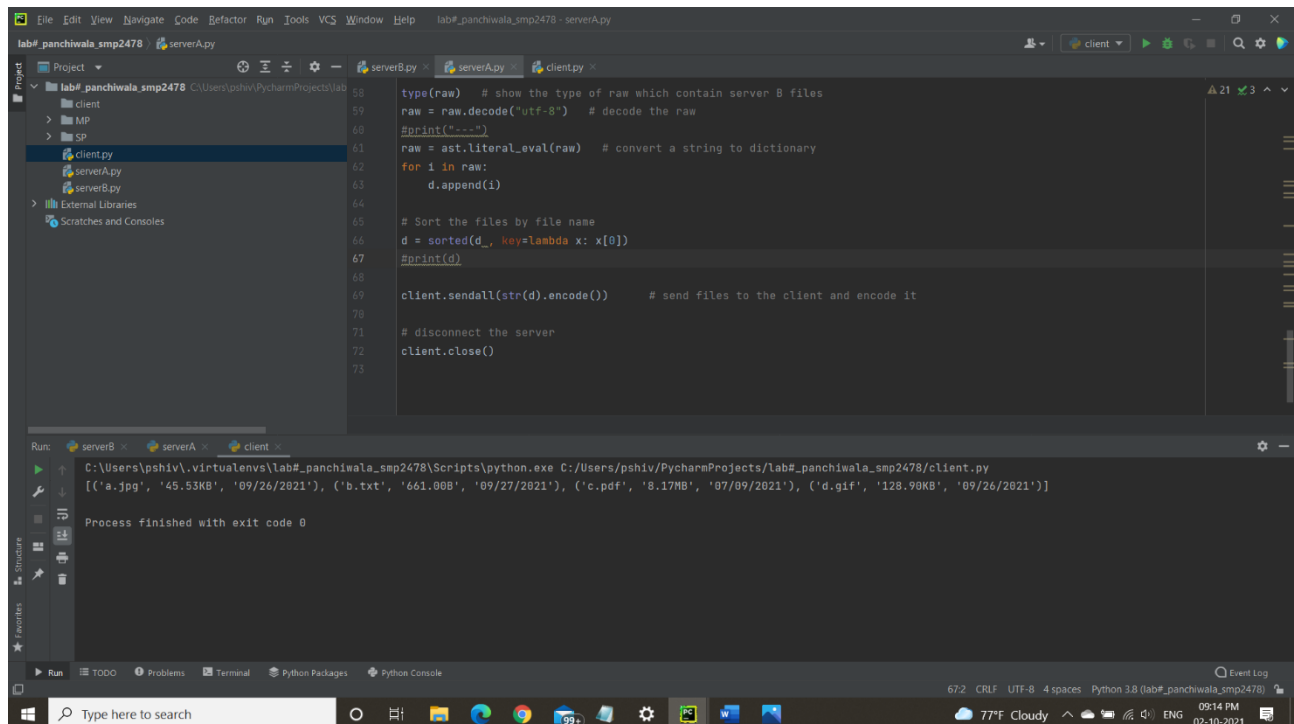 File Edit View Navigate Code Refactor Run Tools VCS Window Help lab#_panchiwala_smp2478 - serverA.py
lab#_panchiwala_smp2478 serverA.py
client
Project
Project
serverB.py
serverA.py
client.py
lab#_panchiwala_smp2478 C:\Users\pshiv\PycharmProjects\lab
client
MP
SP
client.py
serverA.py
serverB.py
External Libraries
Scratches and Consoles
21 3
58 type(raw) # show the type of raw which contain server B files
59 raw = raw.decode("utf-8") # decode the raw
60 #print("---")
61 raw = ast.literal_eval(raw) # convert a string to dictionary
62 for i in raw:
63 d.append(i)
64
65 # Sort the files by file name
66 d = sorted(d_, key=lambda x: x[0])
67 #print(d)
68
69 client.sendall(str(d).encode()) # send files to the client and encode it
70
71 # disconnect the server
72 client.close()
73
Run: serverB serverA client
C:\Users\pshiv\.virtualenvs\lab#_panchiwala_smp2478\Scripts\python.exe C:/Users/pshiv/PycharmProjects/lab#_panchiwala_smp2478/client.py
[('a.jpg', '45.53KB', '09/26/2021'), ('b.txt', '661.00B', '09/27/2021'), ('c.pdf', '8.17MB', '07/09/2021'), ('d.gif', '128.90KB', '09/26/2021')]
Process finished with exit code 0
Structure
Favorites
Run TODO Problems Terminal Python Packages Python Console Event Log
67:2 CRLF UTF-8 4 spaces Python 3.8 (lab#_panchiwala_smp2478)
Type here to search
99+
PC
W
77°F Cloudy
ENG
09:14 PM
02-10-2021